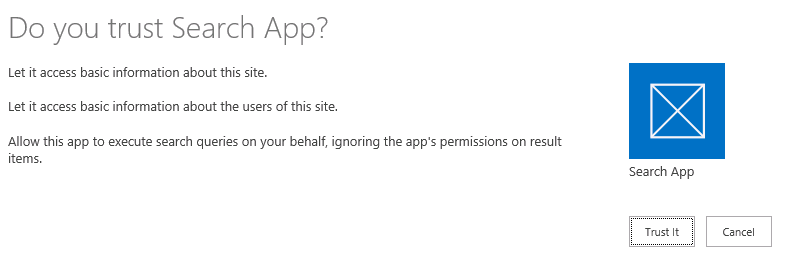 Do you trust Search App?
Let it access basic information about this site.
Let it access basic information about the users of this site.
Allow this app to execute search queries on your behalf, ignoring the app's permissions on result
items.
Search App
Trust It
Cancel